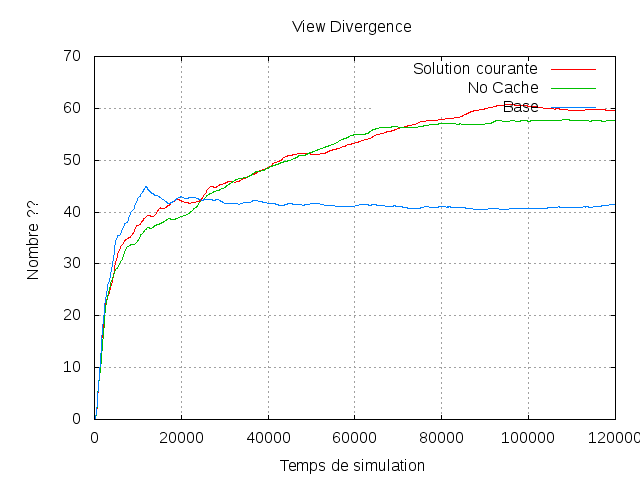 View Divergence
Solution courante
No Cache
Base
70
60
50
40
30
20
10
0
Nombre ??
0 20000 40000 60000 80000 100000 120000
Temps de simulation